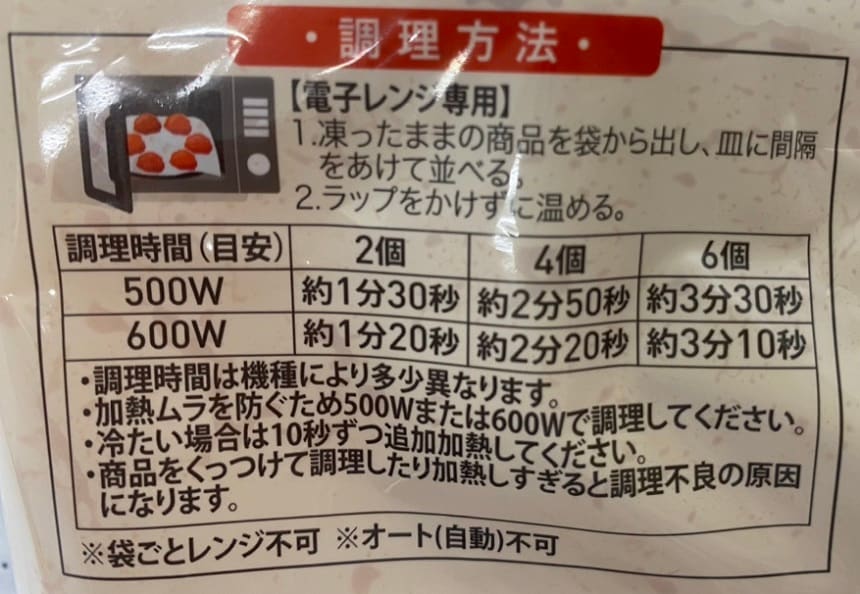 ・調理方法・
【電子レンジ専用】
1.凍ったままの商品を袋から出し、皿に間隔
をあけて並べる。
2.ラップをかけずに温める。
調理時間(目安) 2個 4個 6個
500W 約1分30秒 約2分50秒 約3分30秒
600W 約1分20秒 約2分20秒 約3分10秒
・調理時間は機種により多少異なります。
・加熱ムラを防ぐため500Wまたは600Wで調理してください。
・冷たい場合は10秒ずつ追加加熱してください。
・商品をくっつけて調理したり加熱しすぎると調理不良の原因
になります。
※袋ごとレンジ不可 ※オート(自動)不可